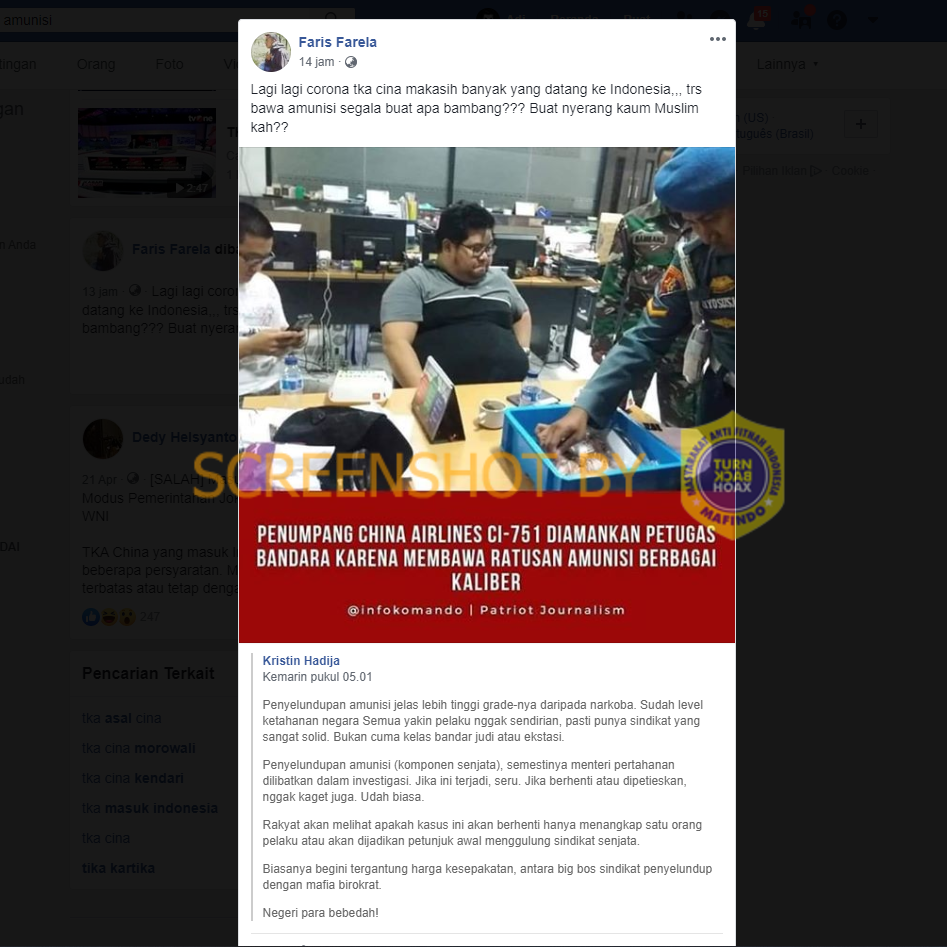 amunisi
15
Orang
Foto
Lainnya
Faris Farela
14 jam
Lagi lagi corona tka cina makasih banyak yang datang ke Indonesia,,, trs
bawa amunisi segala buat apa bambang??? Buat nyerang kaum Muslim
kah??
(US)
(Brasil)
Cookie
2:47
n Anda
Faris Farela
13 jam
Lagi lagi
datang ke Indonesia,,, trs
bambang??? Buat
BAMBANG
Dedy Helsyanto
21 Apr
[SALAH]
Modus Pemerintahan
WNI
TKA China yang masuk
beberapa persyaratan.
terbatas atau tetap
247
SCREENSHOT BY
MASYARAKAT ANTI FITNAH INDONESIA
TURN
BACK
HOAX
MAFINDO
PENUMPANG CHINA AIRLINES CI-751 DIAMANKAN PETUGAS
BANDARA KARENA MEMBAWA RATUSAN AMUNISI BERBAGAI
KALIBER
@infokomando | Patriot Journalism
Pencarian Terkait
tka asal cina
tka cina morowali
tka cina kendari
tka masuk indonesia
tka cina
tika kartika
Kristin Hadija
Kemarin pukul 05.01
Penyelundupan amunisi jelas lebih tinggi grade-nya daripada narkoba. Sudah level
ketahanan negara Semua yakin pelaku nggak sendirian, pasti punya sindikat yang
sangat solid. Bukan cuma kelas bandar judi atau ekstasi.
Penyelundupan amunisi (komponen senjata), semestinya menteri pertahanan
dilibatkan dalam investigasi. Jika ini terjadi, seru. Jika berhenti atau dipetieskan,
nggak kaget juga. Udah biasa.
Rakyat akan melihat apakah kasus ini akan berhenti hanya menangkap satu orang
pelaku atau akan dijadikan petunjuk awal menggulung sindikat senjata.
Biasanya begini tergantung harga kesepakatan, antara big bos sindikat penyelundup
dengan mafia birokrat.
Negeri para bebedah!